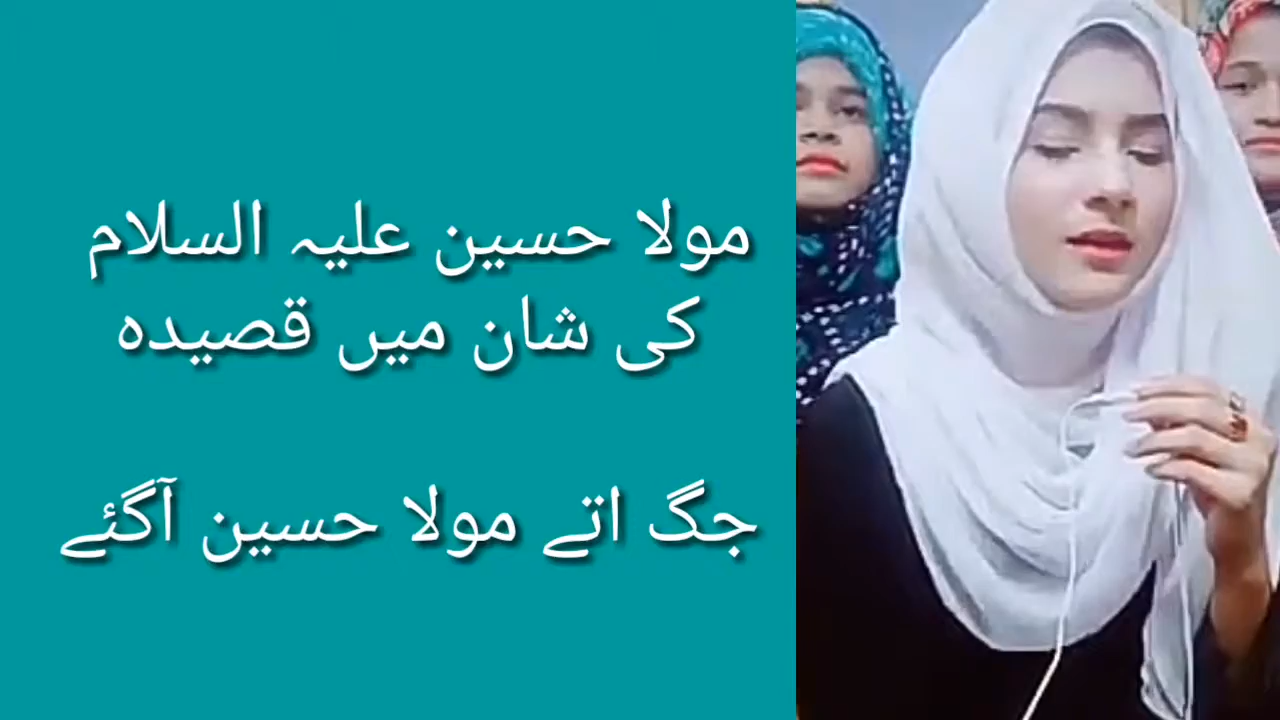 مولا حسین علیہ السلام
کی شان میں قصیدہ
جگ اتے مولا حسین آگئے